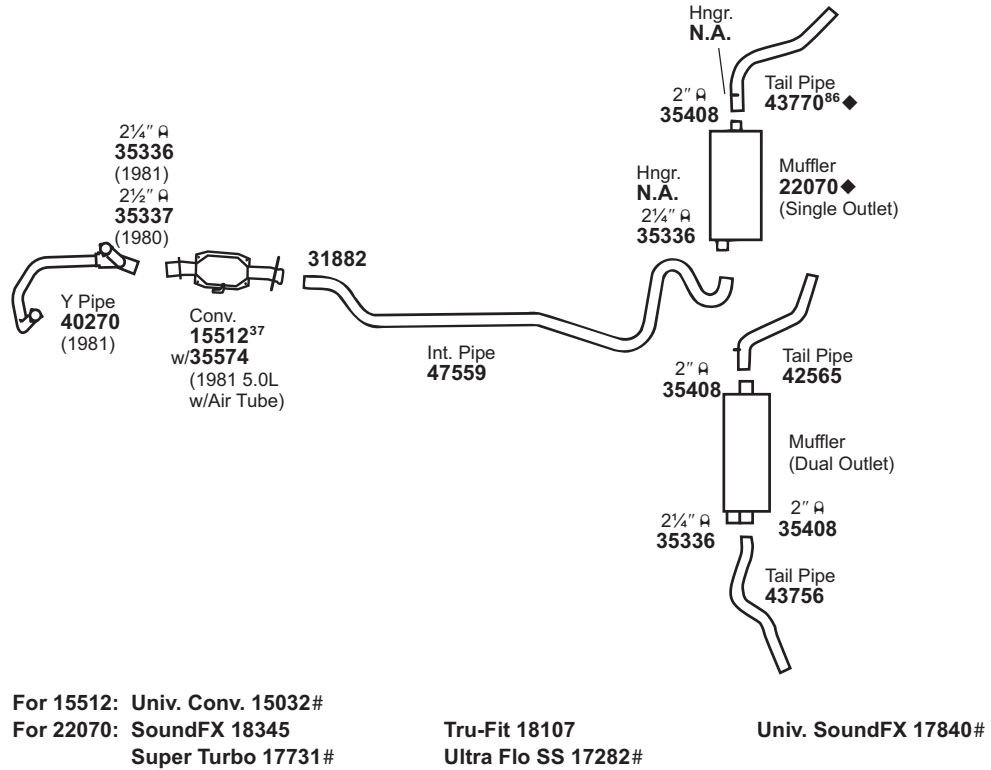 Hngr.
N.A.
Tail Pipe
43770⁸⁶◆
2″
35408
Muffler
22070◆
(Single Outlet)
Hngr.
N.A.
2¼″
35336
2¼″
35336
(1981)
2½″
35337
(1980)
Y Pipe
40270
(1981)
Conv.
15512³⁷
w/35574
(1981 5.0L
w/Air Tube)
31882
Int. Pipe
47559
Tail Pipe
42565
2″
35408
Muffler
(Dual Outlet)
2¼″
35336
2″
35408
Tail Pipe
43756
For 15512: Univ. Conv. 15032#
For 22070: SoundFX 18345 Tru-Fit 18107 Univ. SoundFX 17840#
Super Turbo 17731# Ultra Flo SS 17282#